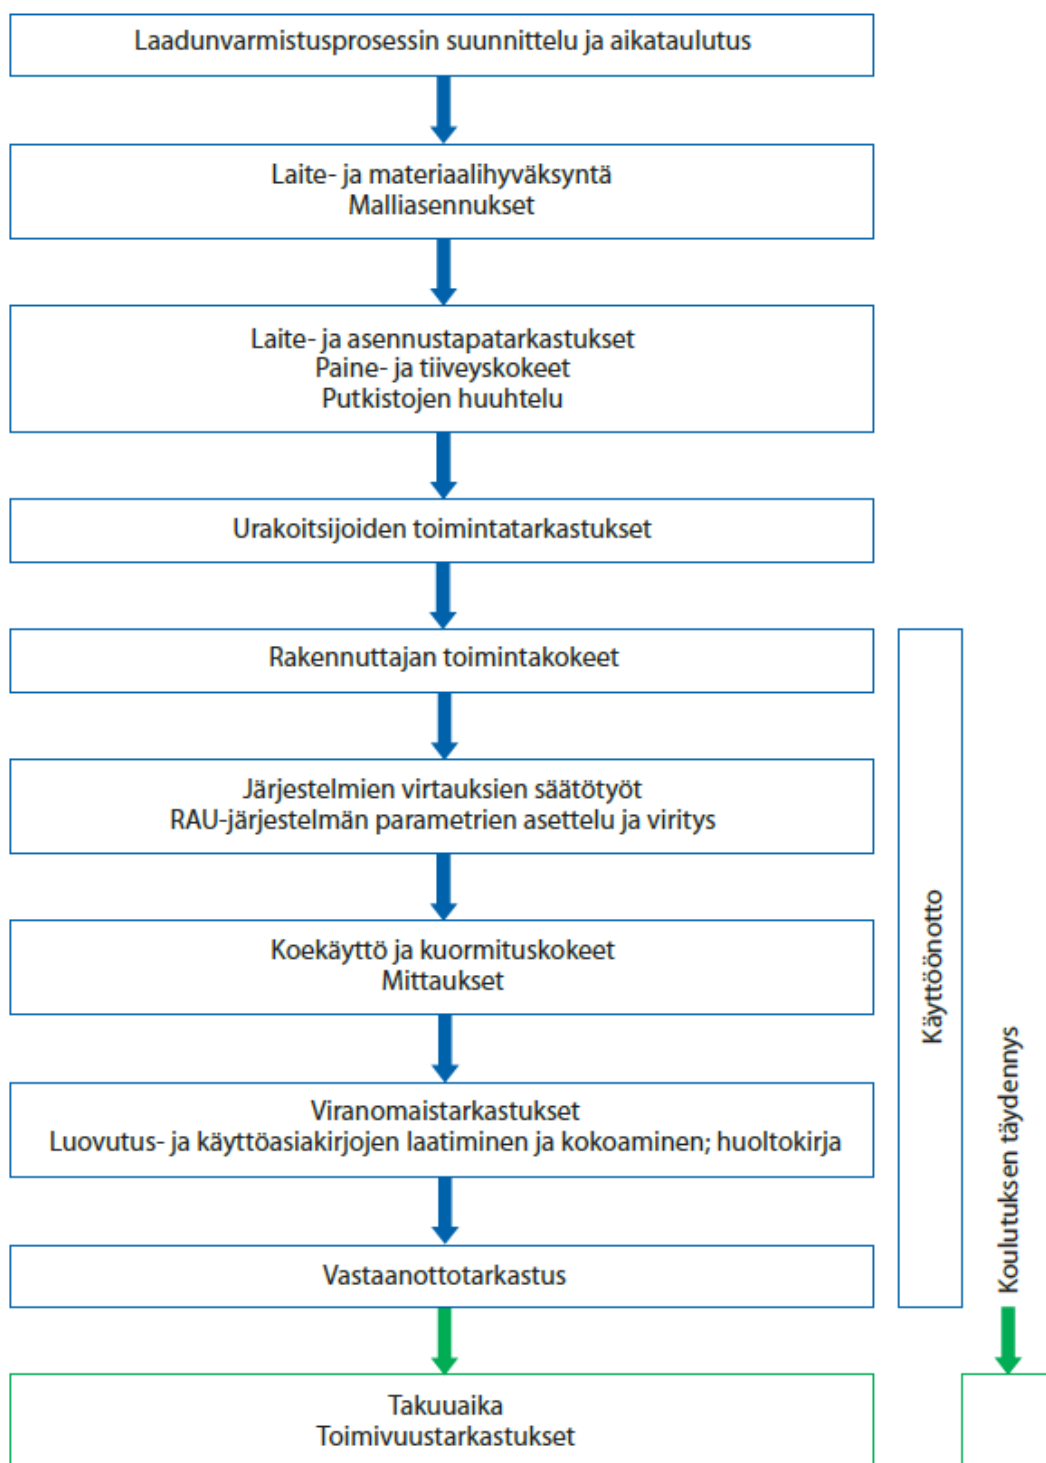 Laadunvarmistusprosessin suunnittelu ja aikataulutus
Laite- ja materiaalihyväksyntä
Malliasennukset
Laite- ja asennustapatarkastukset
Paine- ja tiiveyskokeet
Putkistojen huuhtelu
Urakoitsijoiden toimintatarkastukset
Rakennuttajan toimintakokeet
Järjestelmien virtauksien säätötyöt
RAU-järjestelmän parametrien asettelu ja viritys
Koekäyttö ja kuormituskokeet
Mittaukset
Viranomaistarkastukset
Luovutus- ja käyttöasiakirjojen laatiminen ja kokoaminen; huoltokirja
Vastaanottotarkastus
Käyttöönotto
Koulutuksen täydennys
Takuuaika
Toimivuustarkastukset